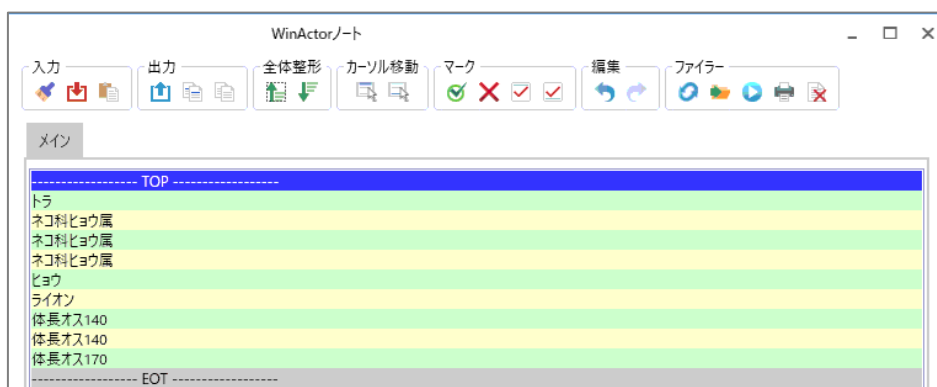 WinActorノート
入力 出力 全体整形 カーソル移動 マーク 編集 ファイラー
メイン
------------------ TOP ------------------
トラ
ネコ科ヒョウ属
ネコ科ヒョウ属
ネコ科ヒョウ属
ヒョウ
ライオン
体長オス140
体長オス140
体長オス170
------------------ EOT ------------------